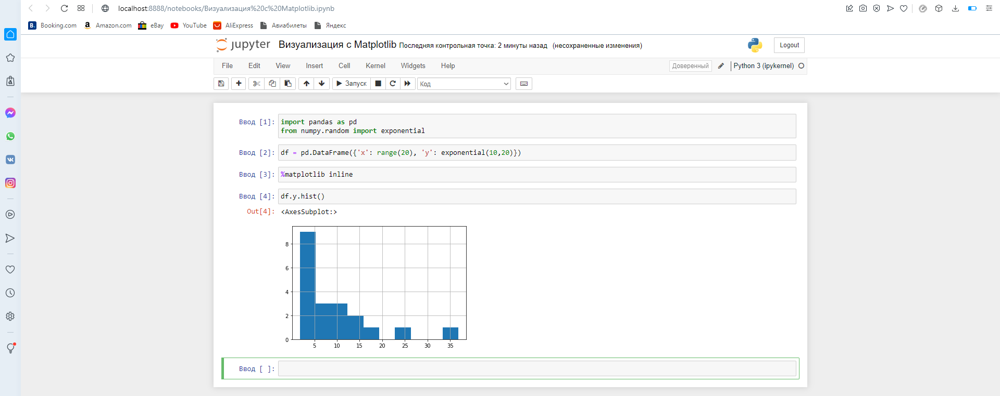 localhost:8888/notebooks/Визуализация%20с%20Matplotlib.ipynb
B. Booking.com Amazon.com eBay YouTube AliExpress Авиабилеты Яндекс
jupyter Визуализация с Matplotlib Последняя контрольная точка: 2 минуты назад (несохраненные изменения) Logout
File Edit View Insert Cell Kernel Widgets Help Доверенный Python 3 (ipykernel)
Запуск Код
Ввод [1]: import pandas as pd
from numpy.random import exponential
Ввод [2]: df = pd.DataFrame({'x': range(20), 'y': exponential(10,20)})
Ввод [3]: %matplotlib inline
Ввод [4]: df.y.hist()
Out[4]: <AxesSubplot:>
8
6
4
2
0
5 10 15 20 25 30 35
Ввод [ ]: